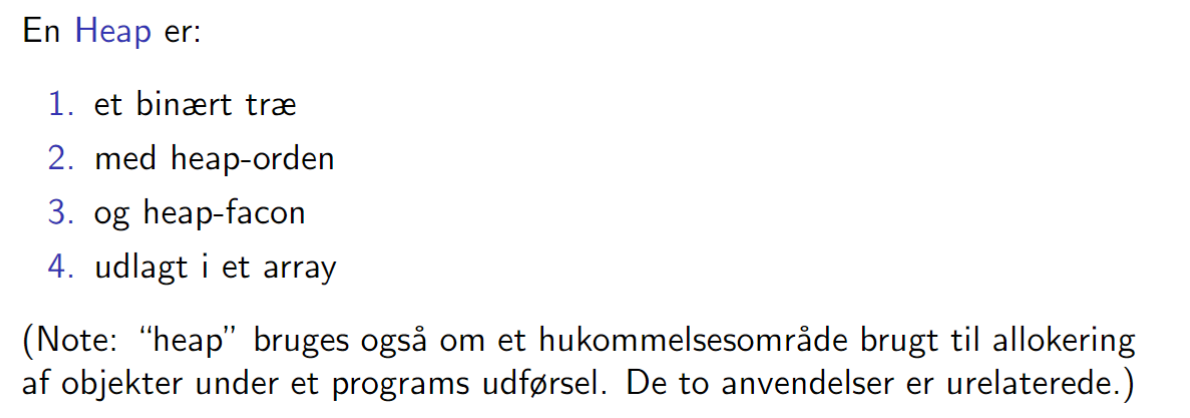 En Heap er:
1. et binært træ
2. med heap-orden
3. og heap-facon
4. udlagt i et array
(Note: “heap” bruges også om et hukommelsesområde brugt til allokering
af objekter under et programs udførsel. De to anvendelser er urelaterede.)